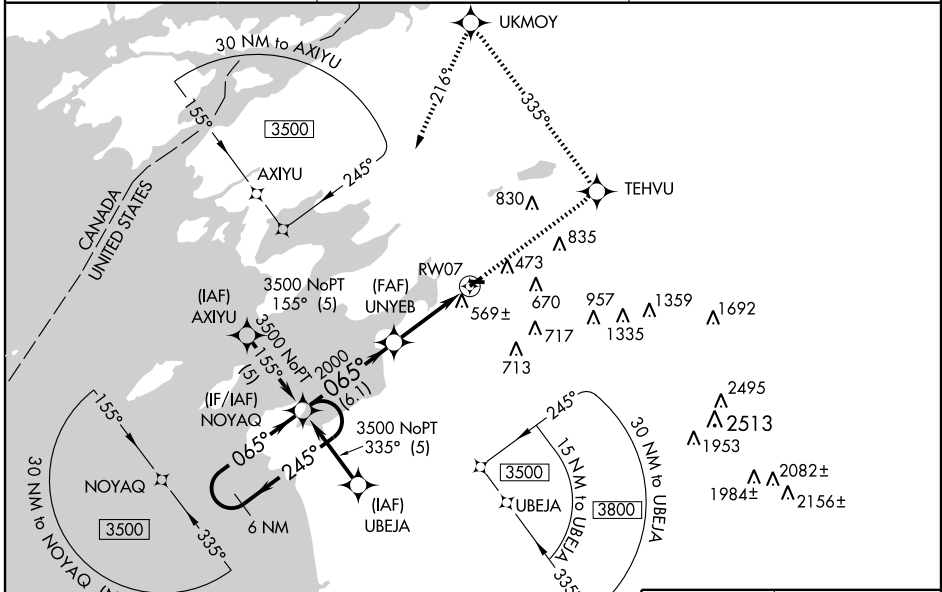 UKMOY
30 NM to AXIYU
216°
335°
155°
3500
245°
AXIYU
TEHVU
830
835
CANADA
UNITED STATES
RW07
473
3500 NoPT
155° (5)
(FAF)
UNYEB
670
957
1359
1692
569±
(IAF)
AXIYU
717
1335
713
3500 NoPT
155°
(5)
2000
065°
(6.1)
(IF/IAF)
NOYAQ
2495
2513
1953
155°
3500 NoPT
335° (5)
245°
065°
245°
30 NM to NOYAQ
NOYAQ
3500
335°
6 NM
(IAF)
UBEJA
3500
UBEJA
15 NM to UBEJA
3800
30 NM to UBEJA
335°
2082±
1984±
2156±